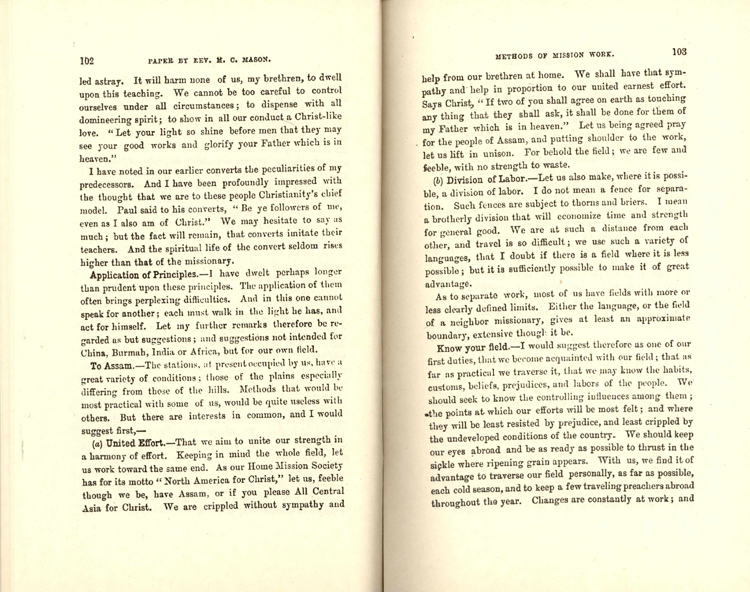 102 PAPER BY REV. M. C. MASON.
led astray. It will harm none of us, my brethren, to dwell
upon this teaching. We cannot be too careful to control
ourselves under all circumstances; to dispense with all
domineering spirit; to show in all our conduct a Christ-like
love. “Let your light so shine before men that they may
see your good works and glorify your Father which is in
heaven.”
I have noted in our earlier converts the peculiarities of my
predecessors. And I have been profoundly impressed with
the thought that we are to these people Christianity's chief
model. Paul said to his converts, “Be ye followers of me,
even as I also am of Christ.” We may hesitate to say as
much; but the fact will remain, that converts imitate their
teachers. And the spiritual life of the convert seldom rises
higher than that of the missionary.
Application of Principles.—I have dwelt perhaps longer
than prudent upon these principles. The application of them
often brings perplexing difficulties. And in this one cannot
speak for another; each must walk in the light he has, and
act for himself. Let my further remarks therefore be re-
garded as but suggestions; and suggestions not intended for
China, Burmah, India or Africa, but for our own field.
To Assam.—The stations, at present occupied by us, have a
great variety of conditions; those of the plains especially
differing from those of the hills. Methods that would be
most practical with some of us, would be quite useless with
others. But there are interests in common, and I would
suggest first,—
(a) United Effort.—That we aim to unite our strength in
a harmony of effort. Keeping in mind the whole field, let
us work toward the same end. As our Home Mission Society
has for its motto “North America for Christ,” let us, feeble
though we be, have Assam, or if you please All Central
Asia for Christ. We are crippled without sympathy and
METHODS OF MISSION WORK. 103
help from our brethren at home. We shall have that sym-
pathy and help in proportion to our united earnest effort.
Says Christ, “If two of you shall agree on earth as touching
any thing that they shall ask, it shall be done for them of
my Father which is in heaven.” Let us being agreed pray
for the people of Assam, and putting shoulder to the work,
let us lift in unison. For behold the field; we are few and
feeble, with no strength to waste.
(b) Division of Labor.—Let us also make, where it is possi-
ble, a division of labor. I do not mean a fence for separa-
tion. Such fences are subject to thorns and briers. I mean
a brotherly division that will economize time and strength
for general good. We are at such a distance from each
other, and travel is so difficult; we use such a variety of
languages, that I doubt if there is a field where it is less
possible; but it is sufficiently possible to make it of great
advantage.
As to separate work, most of us have fields with more or
less clearly defined limits. Either the language, or the field
of a neighbor missionary, gives at least an approximate
boundary, extensive though it be.
Know your field.—I would suggest therefore as one of our
first duties, that we become acquainted with our field; that as
far as practical we traverse it, that we may know the habits,
customs, beliefs, prejudices, and labors of the people. We
should seek to know the controlling influences among them;
the points at which our efforts will be most felt; and where
they will be least resisted by prejudice, and least crippled by
the undeveloped conditions of the country. We should keep
our eyes abroad and be as ready as possible to thrust in the
sickle where ripening grain appears. With us, we find it of
advantage to traverse our field personally, as far as possible,
each cold season, and to keep a few traveling preachers abroad
throughout the year. Changes are constantly at work; and